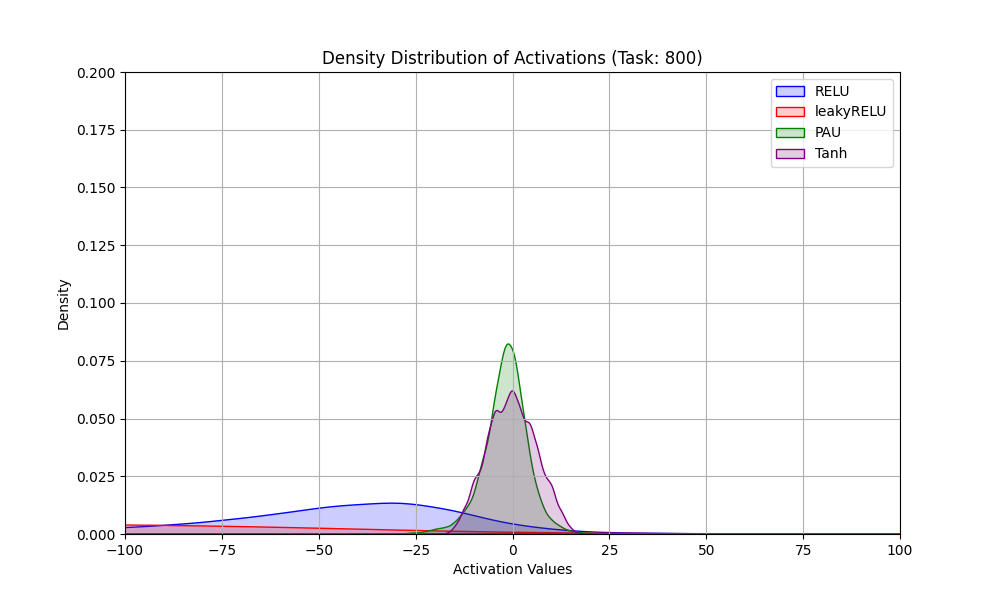 Density Distribution of Activations (Task: 800)
RELU
leakyRELU
PAU
Tanh
Density
0.200
0.175
0.150
0.125
0.100
0.075
0.050
0.025
0.000
−100
−75
−50
−25
0
25
50
75
100
Activation Values